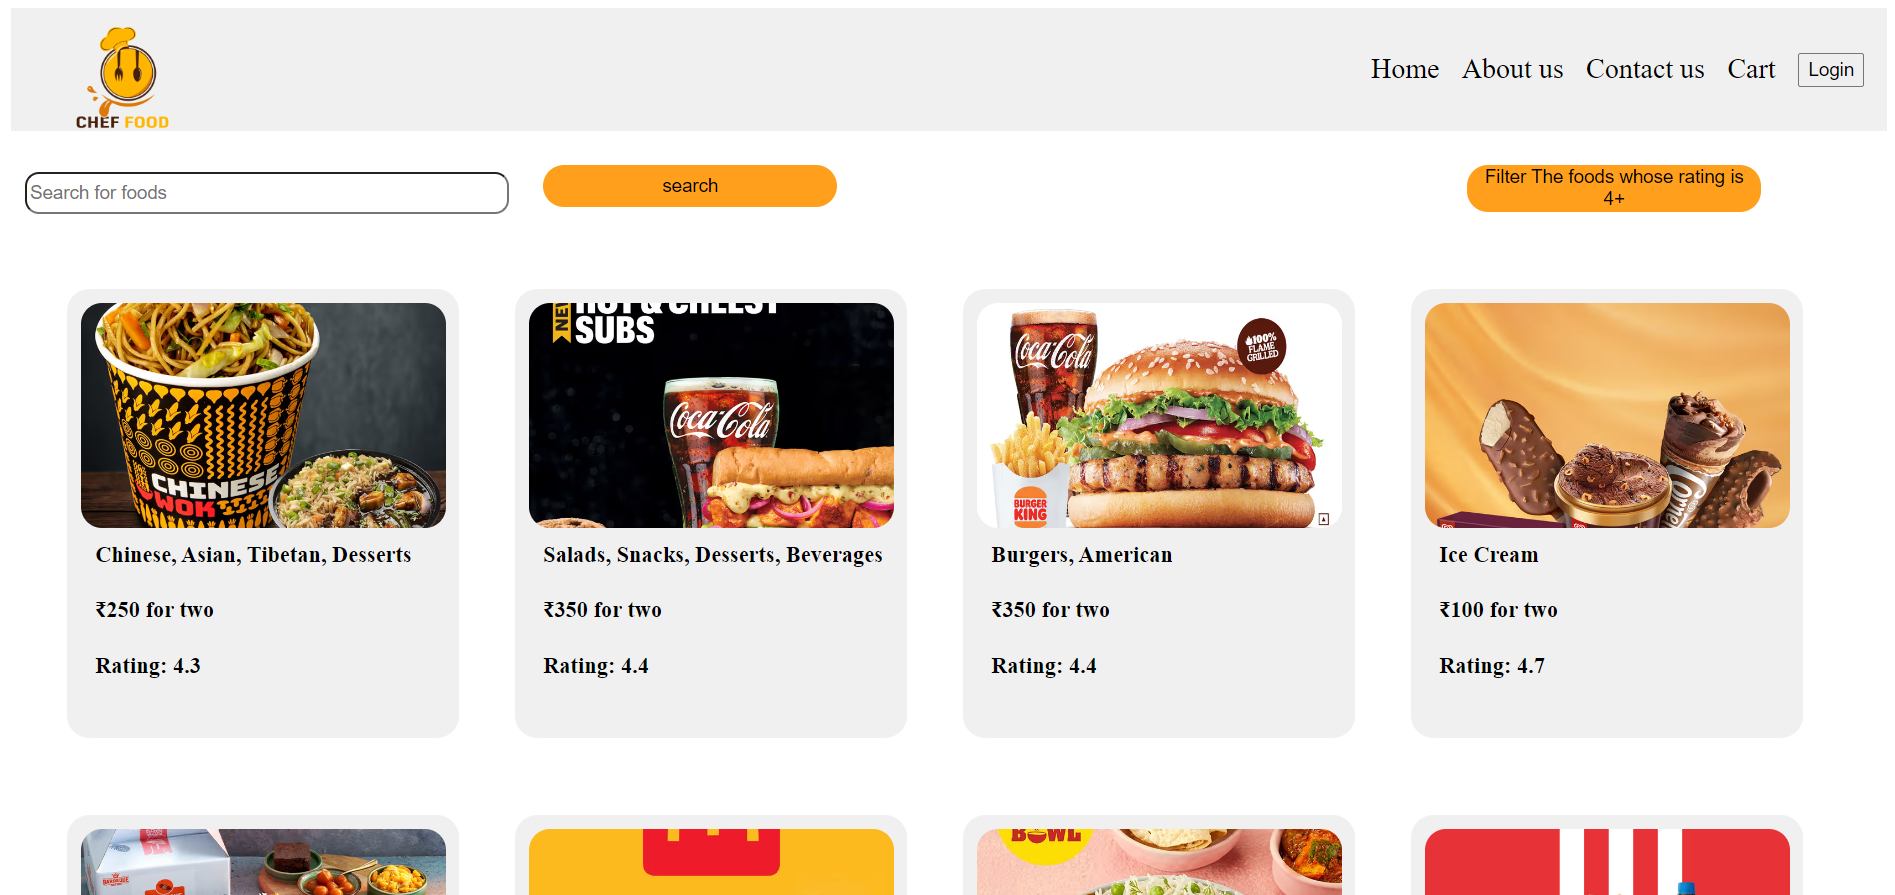 CHEF FOOD
Home About us Contact us Cart Login
Search for foods
search
Filter The foods whose rating is
4+
CHINESE
WOK
Chinese, Asian, Tibetan, Desserts
₹250 for two
Rating: 4.3
HOT & CHEESY
SUBS
Coca-Cola
Salads, Snacks, Desserts, Beverages
₹350 for two
Rating: 4.4
Coca-Cola
100%
FLAME
GRILLED
BURGER
KING
Burgers, American
₹350 for two
Rating: 4.4
Ice Cream
₹100 for two
Rating: 4.7
BARBEQUE
BOWL